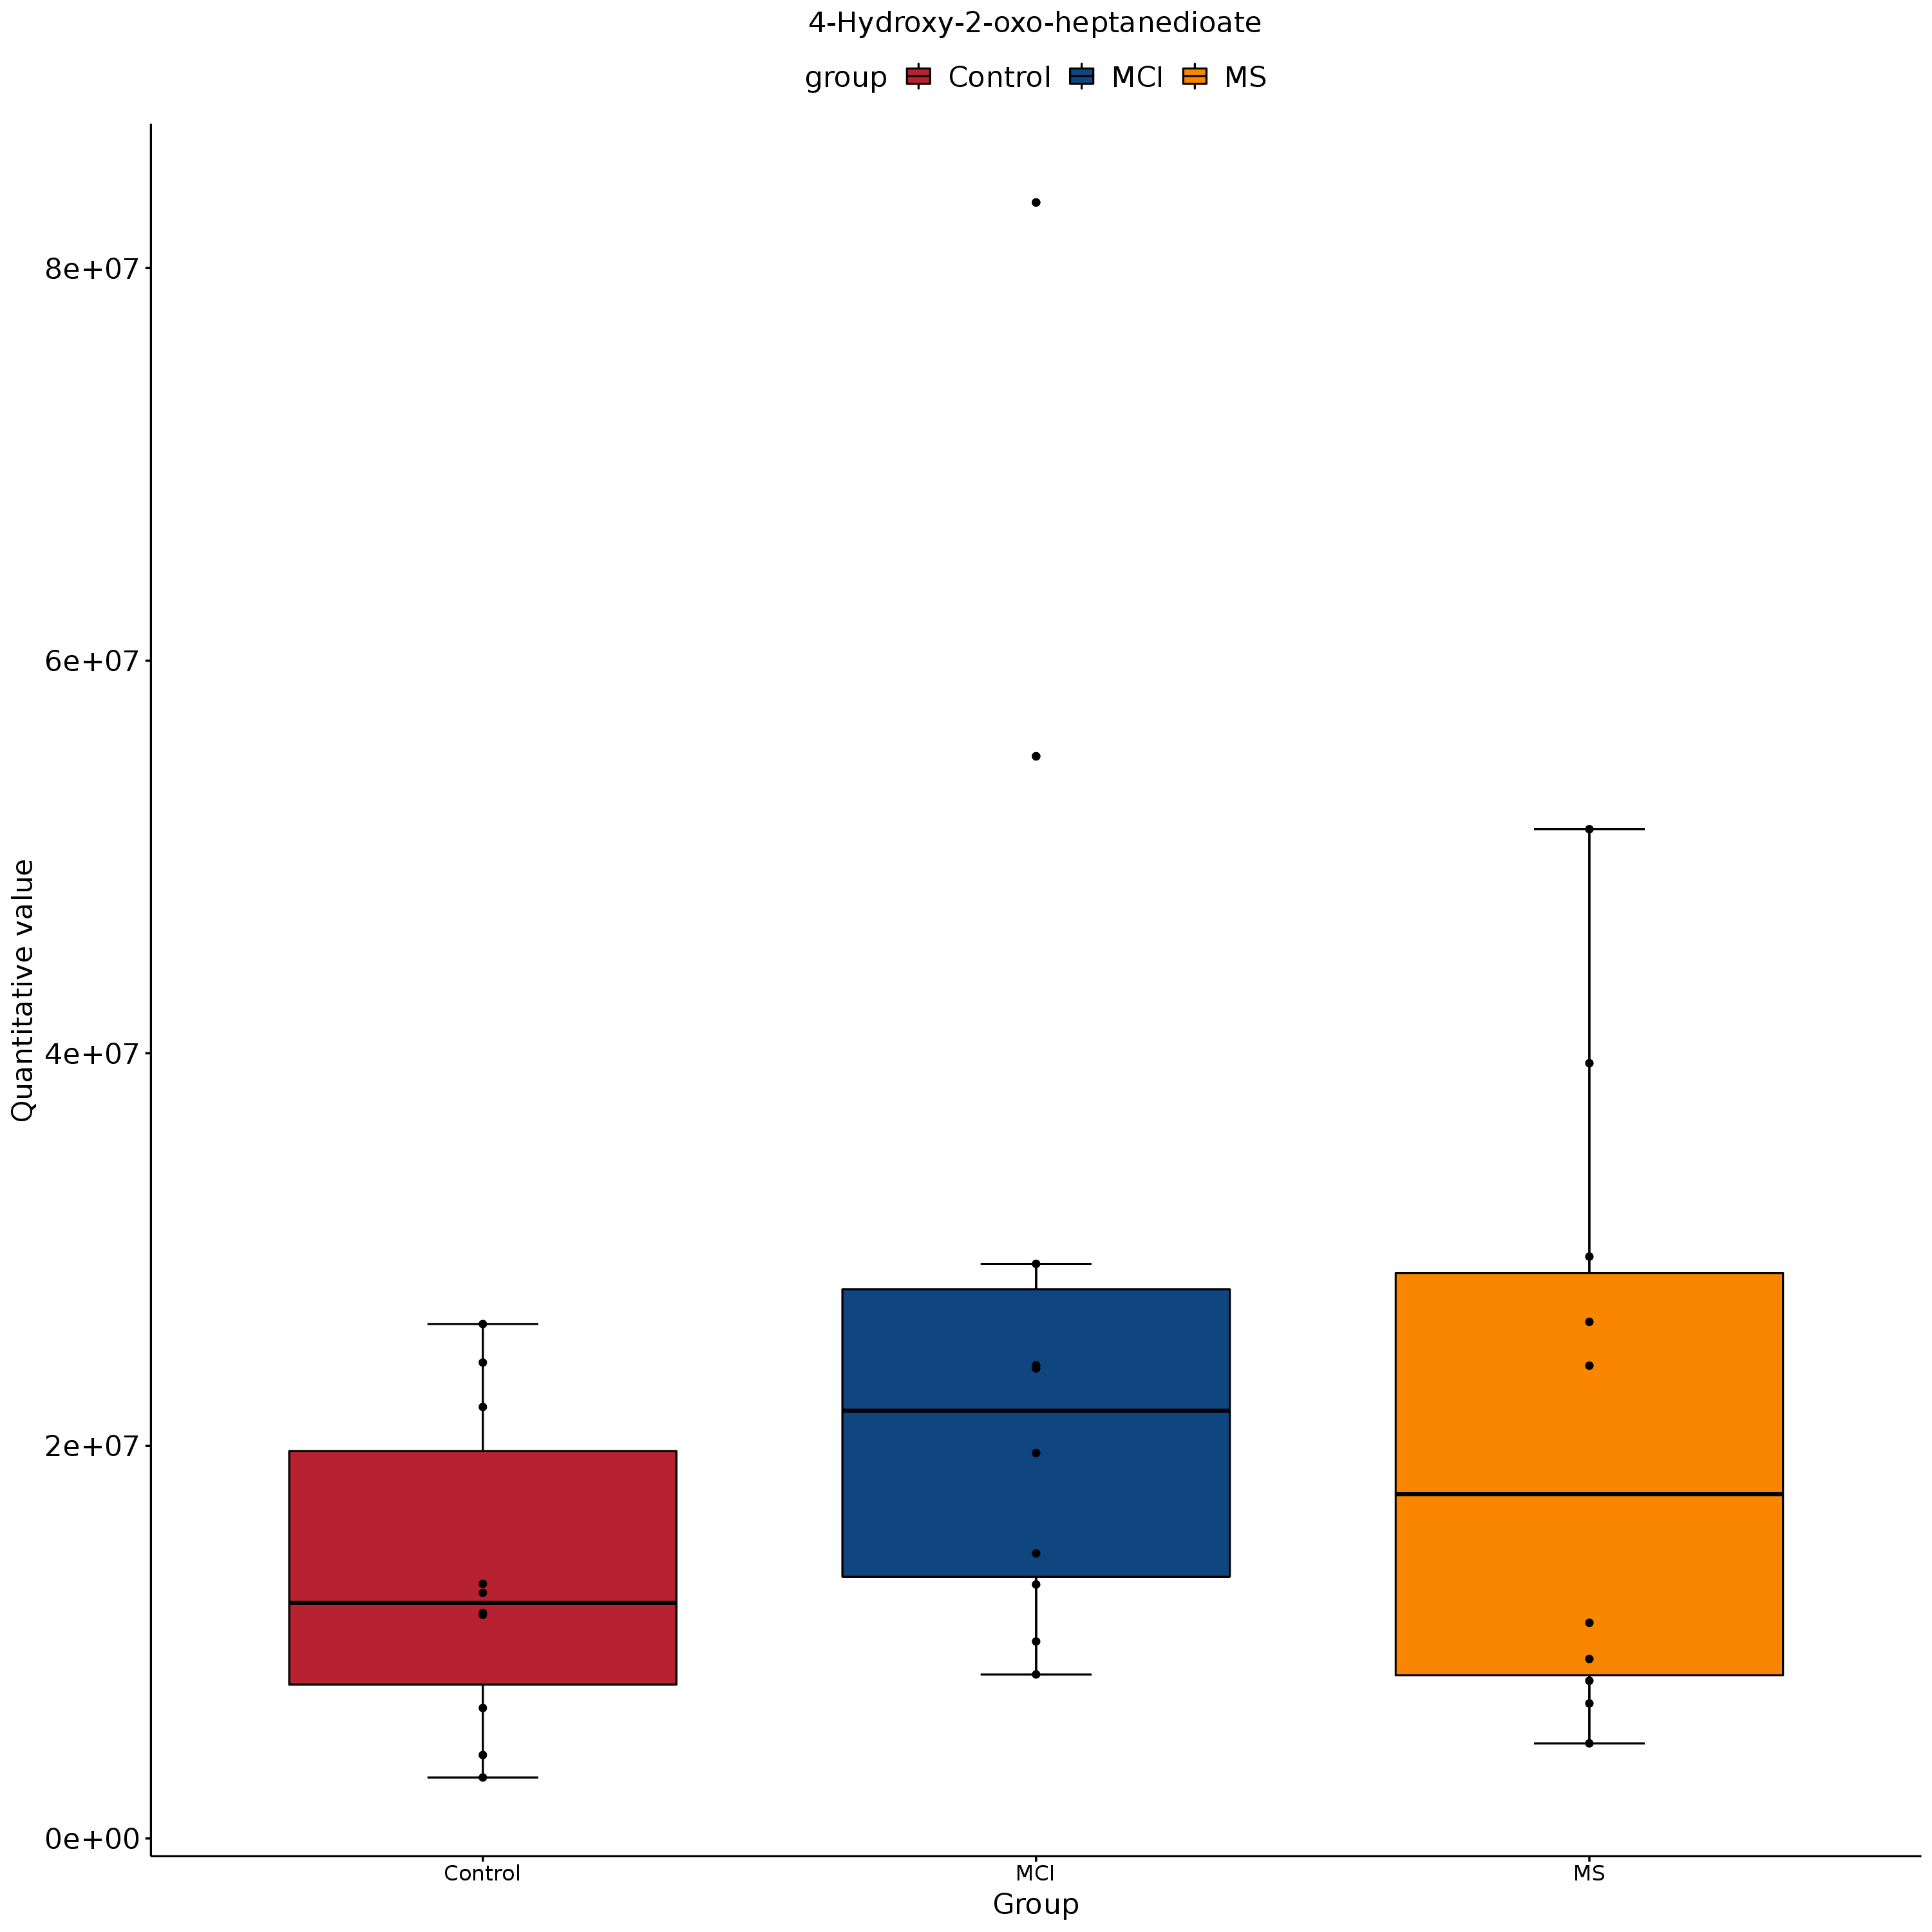 4-Hydroxy-2-oxo-heptanedioate
group Control MCI MS
Quantitative value
8e+07
6e+07
4e+07
2e+07
0e+00
Control MCI MS
Group